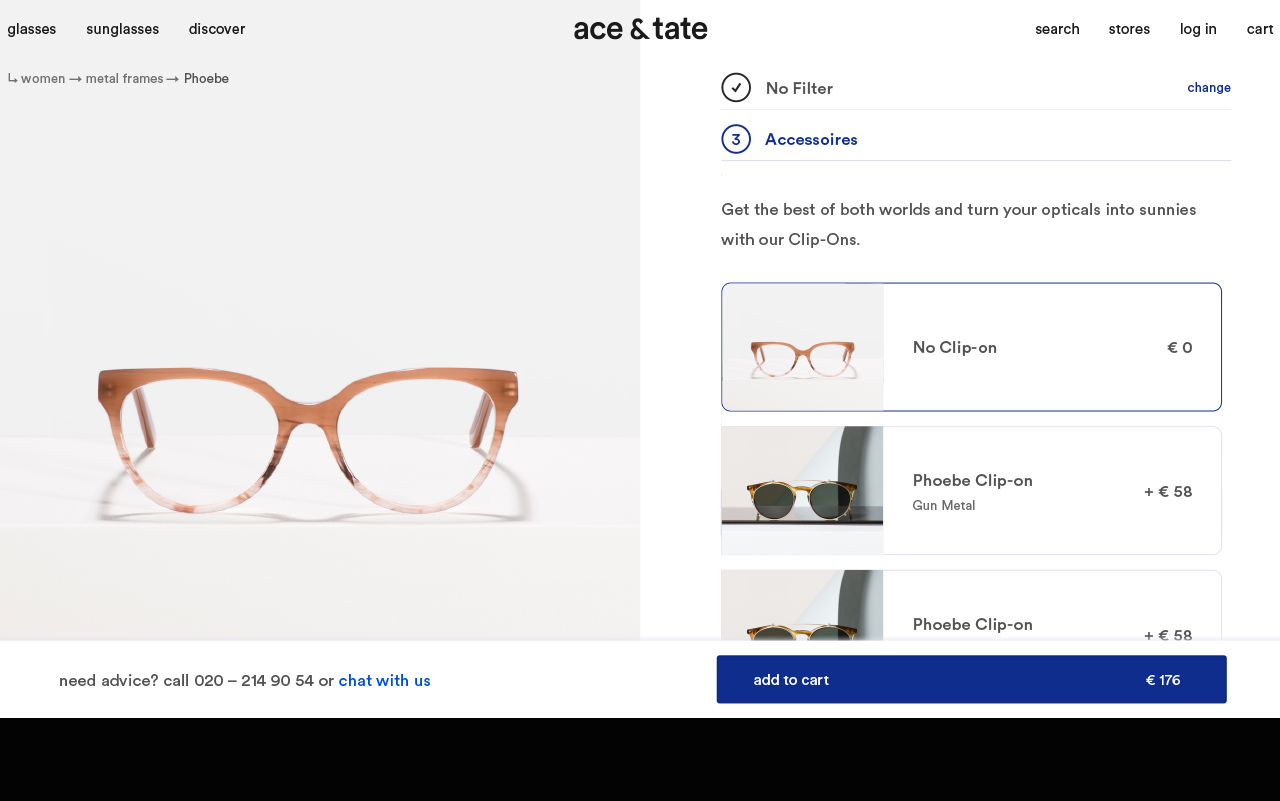 glasses sunglasses discover
ace & tate
search stores log in cart
↳ women → metal frames → Phoebe
No Filter
change
3 Accessoires
Get the best of both worlds and turn your opticals into sunnies
with our Clip-Ons.
No Clip-on
€ 0
Phoebe Clip-on
Gun Metal
+ € 58
Phoebe Clip-on
+ € 58
need advice? call 020 – 214 90 54 or chat with us
add to cart
€ 176